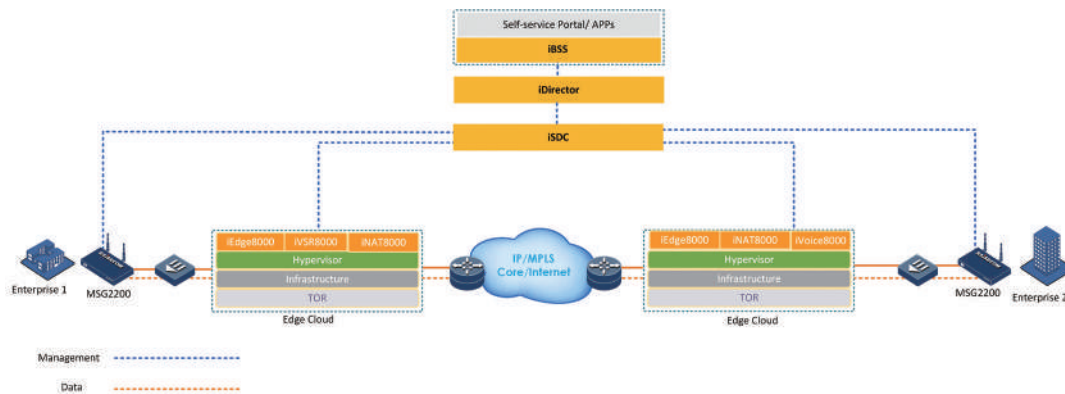 Self-service Portal/ APPs
iBSS
iDirector
iSDC
iEdge8000 iVSR8000 iNAT8000
Hypervisor
Infrastructure
TOR
Edge Cloud
IP/MPLS
Core/Internet
iEdge8000 iNAT8000 iVoice8000
Hypervisor
Infrastructure
TOR
Edge Cloud
Enterprise 1
MSG2200
MSG2200
Enterprise 2
Management
Data